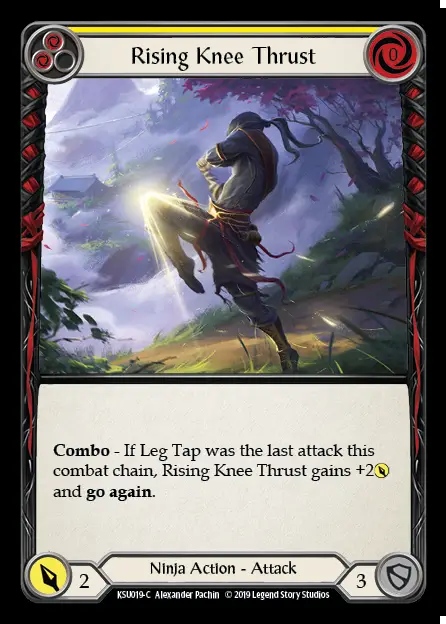 Rising Knee Thrust
0
Combo - If Leg Tap was the last attack this
combat chain, Rising Knee Thrust gains +2
and go again.
2
Ninja Action - Attack
3
KSU019-C Alexander Pachin © 2019 Legend Story Studios